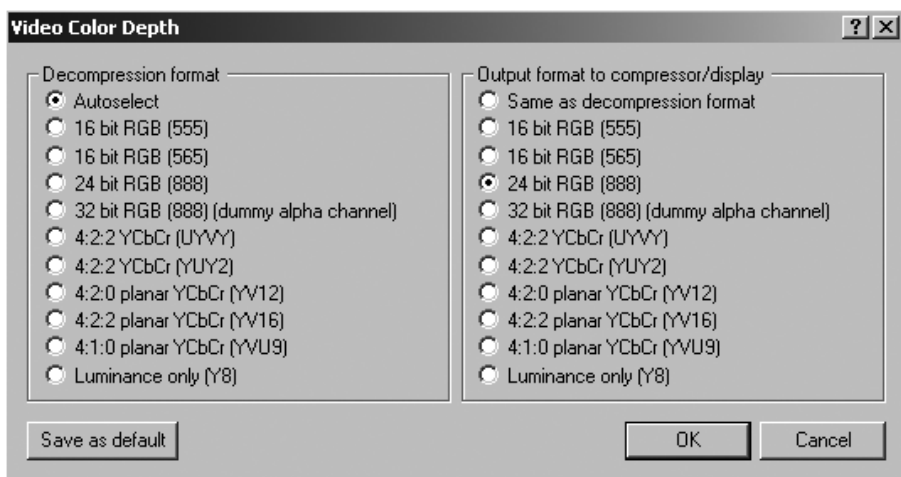 Video Color Depth
Decompression format
Autoselect
16 bit RGB (555)
16 bit RGB (565)
24 bit RGB (888)
32 bit RGB (888) (dummy alpha channel)
4:2:2 YCbCr (UYVY)
4:2:2 YCbCr (YUY2)
4:2:0 planar YCbCr (YV12)
4:2:2 planar YCbCr (YV16)
4:1:0 planar YCbCr (YVU9)
Luminance only (Y8)
Output format to compressor/display
Same as decompression format
16 bit RGB (555)
16 bit RGB (565)
24 bit RGB (888)
32 bit RGB (888) (dummy alpha channel)
4:2:2 YCbCr (UYVY)
4:2:2 YCbCr (YUY2)
4:2:0 planar YCbCr (YV12)
4:2:2 planar YCbCr (YV16)
4:1:0 planar YCbCr (YVU9)
Luminance only (Y8)
Save as default
OK
Cancel